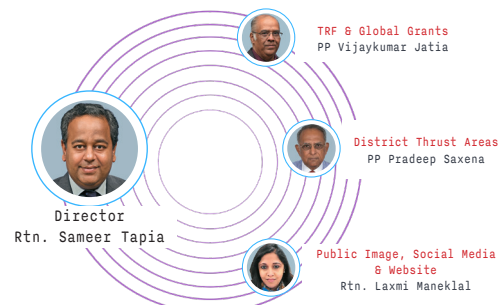 TRF & Global Grants
PP Vijaykumar Jatia
District Thrust Areas
PP Pradeep Saxena
Director
Rtn. Sameer Tapia
Public Image, Social Media
& Website
Rtn. Laxmi Maneklal